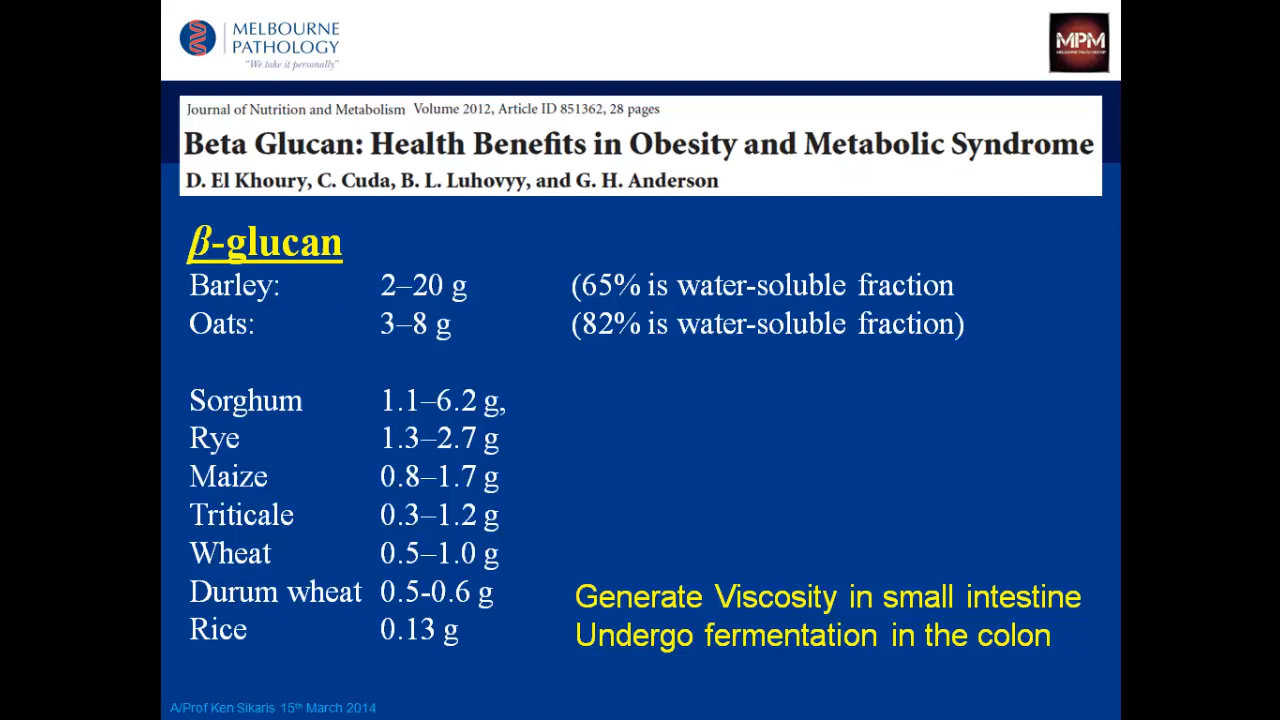 MELBOURNE
PATHOLOGY
"We take it personally"
MPM
Journal of Nutrition and Metabolism Volume 2012, Article ID 851362, 28 pages
Beta Glucan: Health Benefits in Obesity and Metabolic Syndrome
D. El Khoury, C. Cuda, B. L. Luhovyy, and G. H. Anderson
β-glucan
Barley: 2–20 g (65% is water-soluble fraction
Oats: 3–8 g (82% is water-soluble fraction)
Sorghum 1.1–6.2 g,
Rye 1.3–2.7 g
Maize 0.8–1.7 g
Triticale 0.3–1.2 g
Wheat 0.5–1.0 g
Durum wheat 0.5-0.6 g
Rice 0.13 g
Generate Viscosity in small intestine
Undergo fermentation in the colon
A/Prof Ken Sikaris 15th March 2014